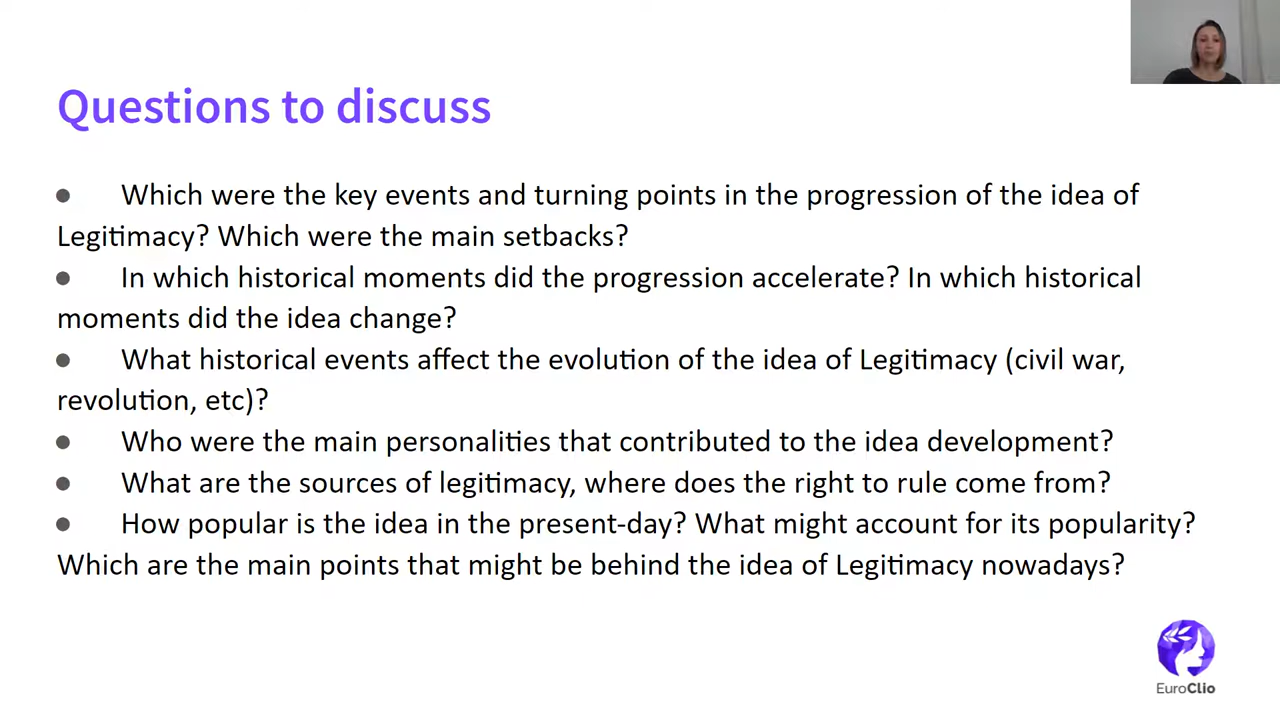 Questions to discuss
● Which were the key events and turning points in the progression of the idea of
Legitimacy? Which were the main setbacks?
● In which historical moments did the progression accelerate? In which historical
moments did the idea change?
● What historical events affect the evolution of the idea of Legitimacy (civil war,
revolution, etc)?
● Who were the main personalities that contributed to the idea development?
● What are the sources of legitimacy, where does the right to rule come from?
● How popular is the idea in the present-day? What might account for its popularity?
Which are the main points that might be behind the idea of Legitimacy nowadays?
EuroClio